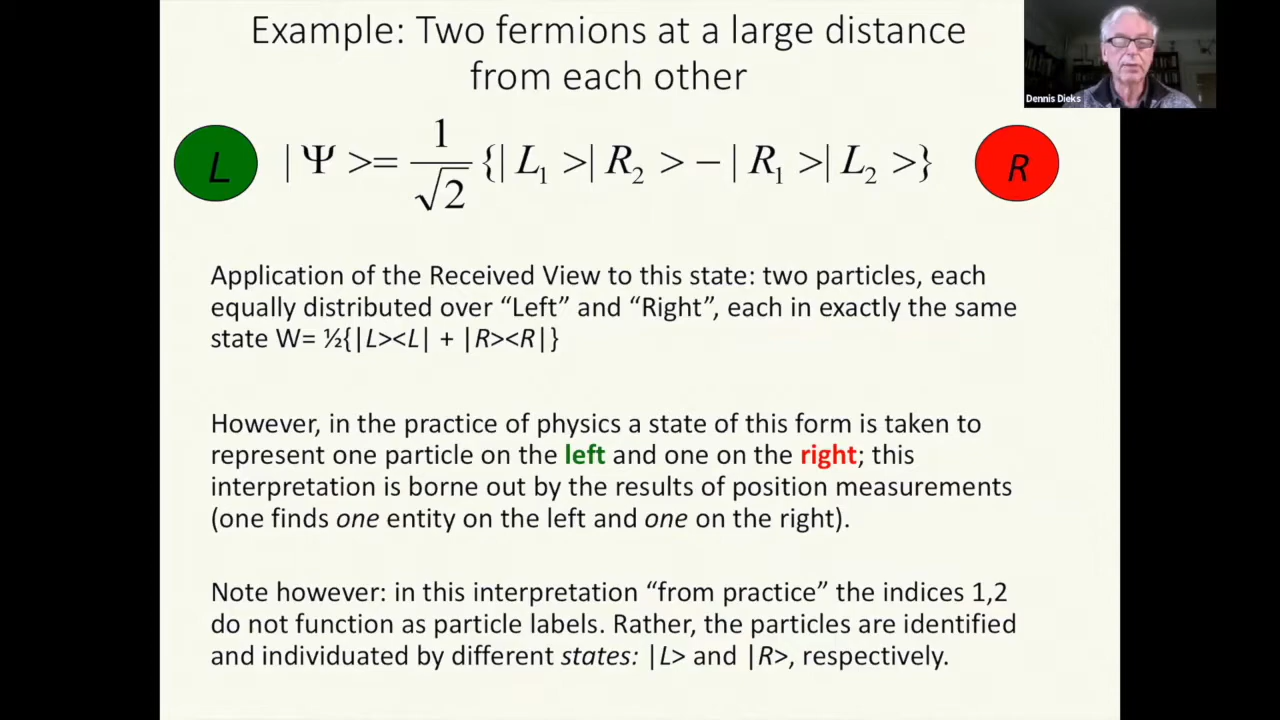 Example: Two fermions at a large distance
from each other
Dennis Dieks
L
|Ψ>= 1/√2 {|L₁>|R₂>−|R₁>|L₂>}
R
Application of the Received View to this state: two particles, each
equally distributed over “Left” and “Right”, each in exactly the same
state W= ½{|L><L| + |R><R|}
However, in the practice of physics a state of this form is taken to
represent one particle on the left and one on the right; this
interpretation is borne out by the results of position measurements
(one finds one entity on the left and one on the right).
Note however: in this interpretation “from practice” the indices 1,2
do not function as particle labels. Rather, the particles are identified
and individuated by different states: |L> and |R>, respectively.